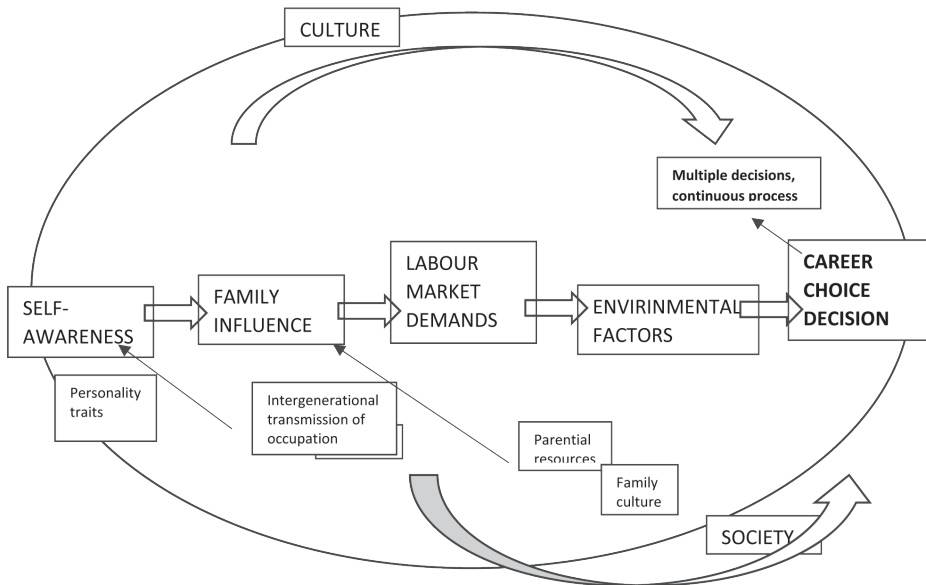 CULTURE
Multiple decisions,
continuous process
CAREER
CHOICE
DECISION
LABOUR
MARKET
DEMANDS
FAMILY
INFLUENCE
SELF-
AWARENESS
ENVIRINMENTAL
FACTORS
Personality
traits
Intergenerational
transmission of
occupation
Parental
resources
Family
culture
SOCIETY